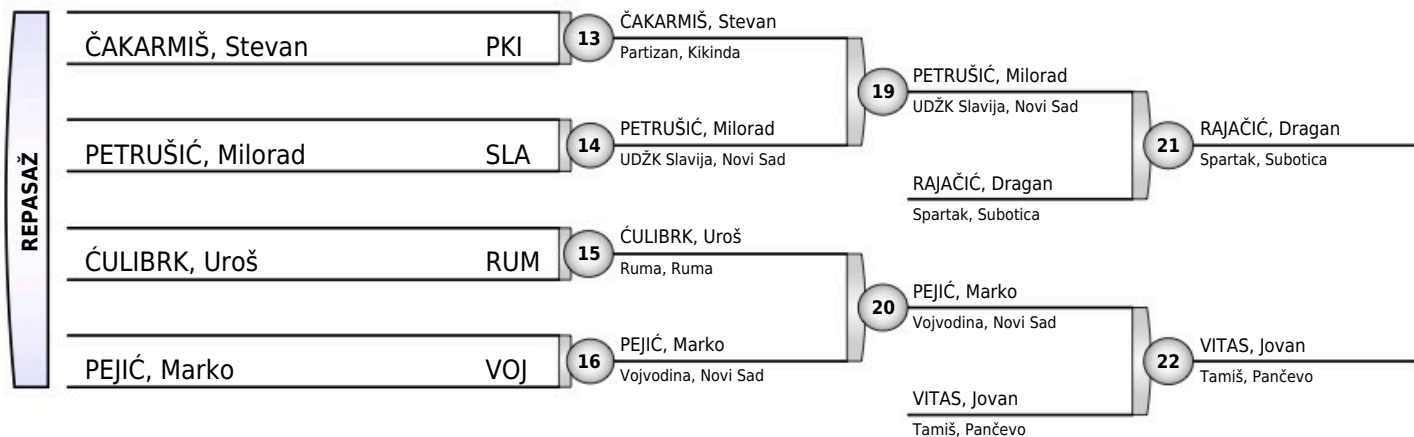 REPASAŽ
ČAKARMIŠ, Stevan PKI
PETRUŠIĆ, Milorad SLA
ĆULIBRK, Uroš RUM
PEJIĆ, Marko VOJ
13
ČAKARMIŠ, Stevan
Partizan, Kikinda
14
PETRUŠIĆ, Milorad
UDŽK Slavija, Novi Sad
15
ĆULIBRK, Uroš
Ruma, Ruma
16
PEJIĆ, Marko
Vojvodina, Novi Sad
19
PETRUŠIĆ, Milorad
UDŽK Slavija, Novi Sad
RAJAČIĆ, Dragan
Spartak, Subotica
20
PEJIĆ, Marko
Vojvodina, Novi Sad
VITAS, Jovan
Tamiš, Pančevo
21
RAJAČIĆ, Dragan
Spartak, Subotica
22
VITAS, Jovan
Tamiš, Pančevo